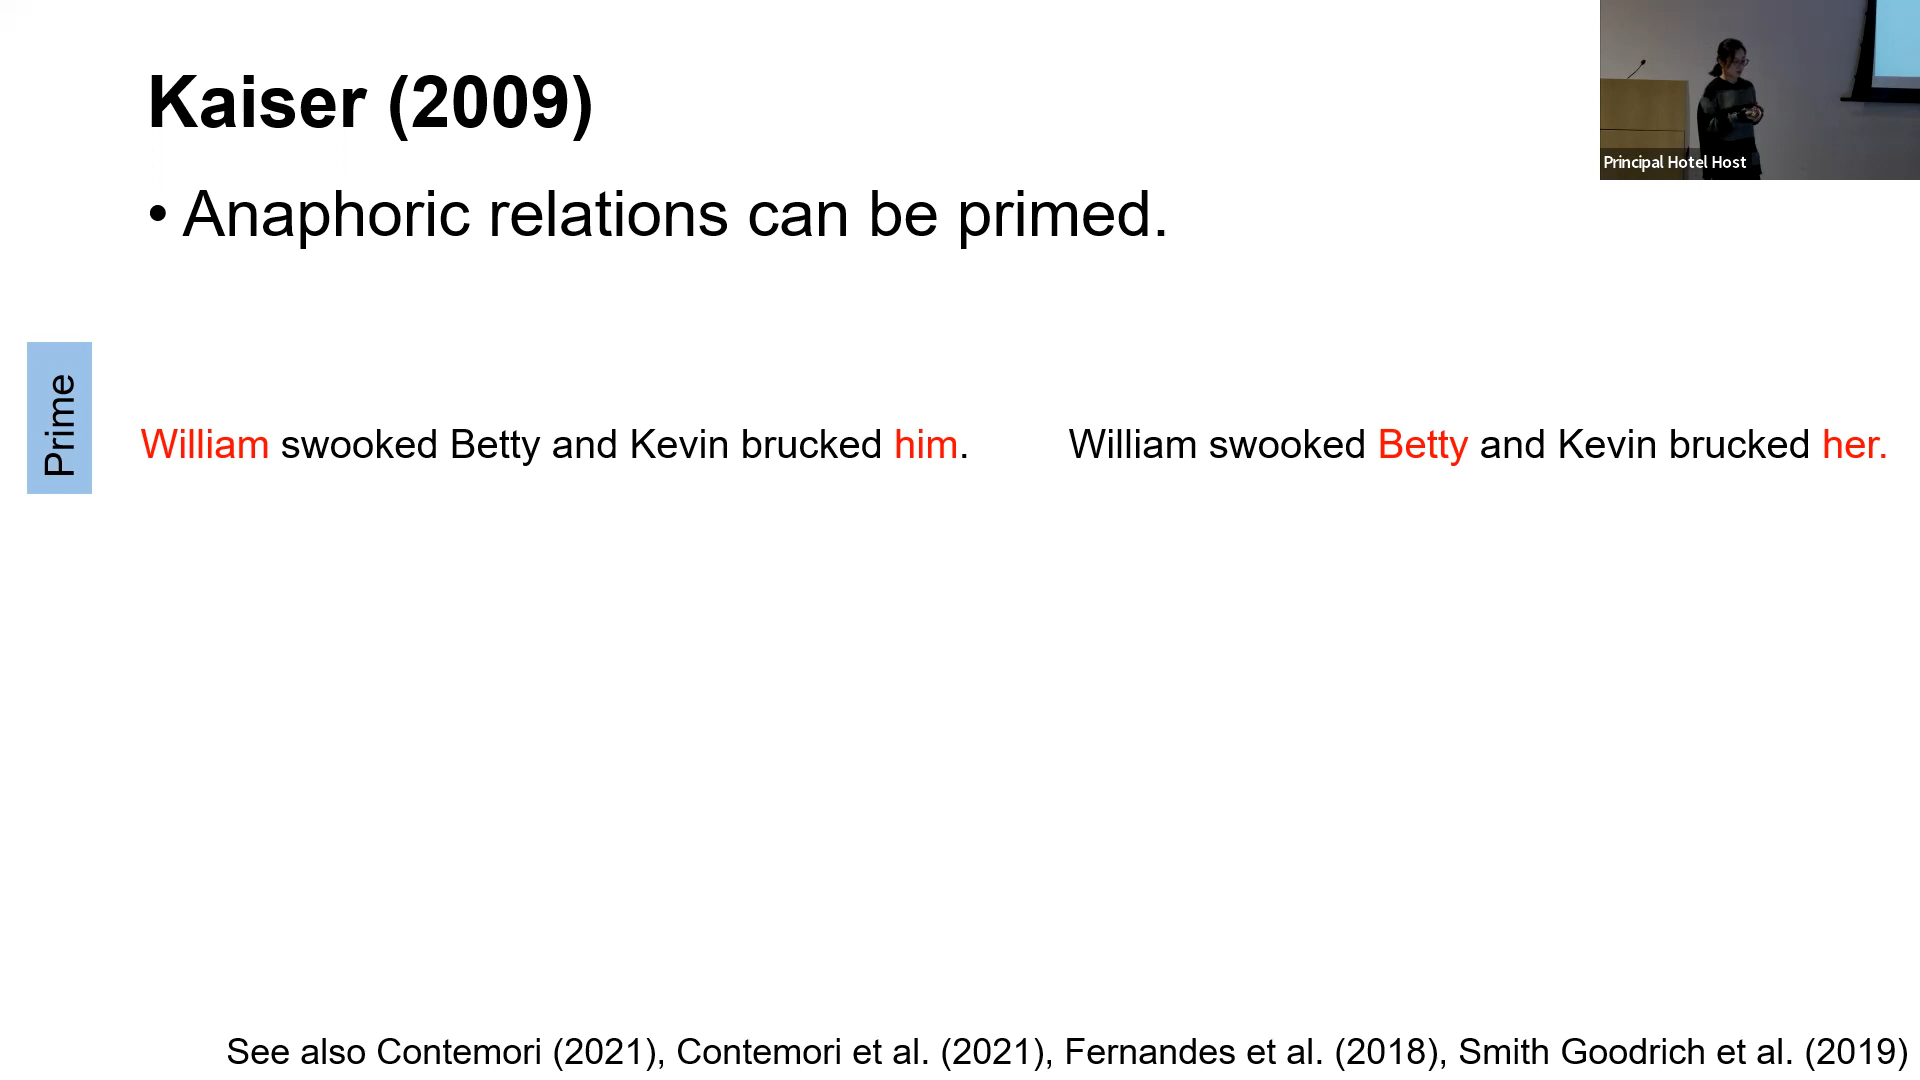 Kaiser (2009)
• Anaphoric relations can be primed.
Principal Hotel Host
Prime
William swooked Betty and Kevin brucked him.
William swooked Betty and Kevin brucked her.
See also Contemori (2021), Contemori et al. (2021), Fernandes et al. (2018), Smith Goodrich et al. (2019)